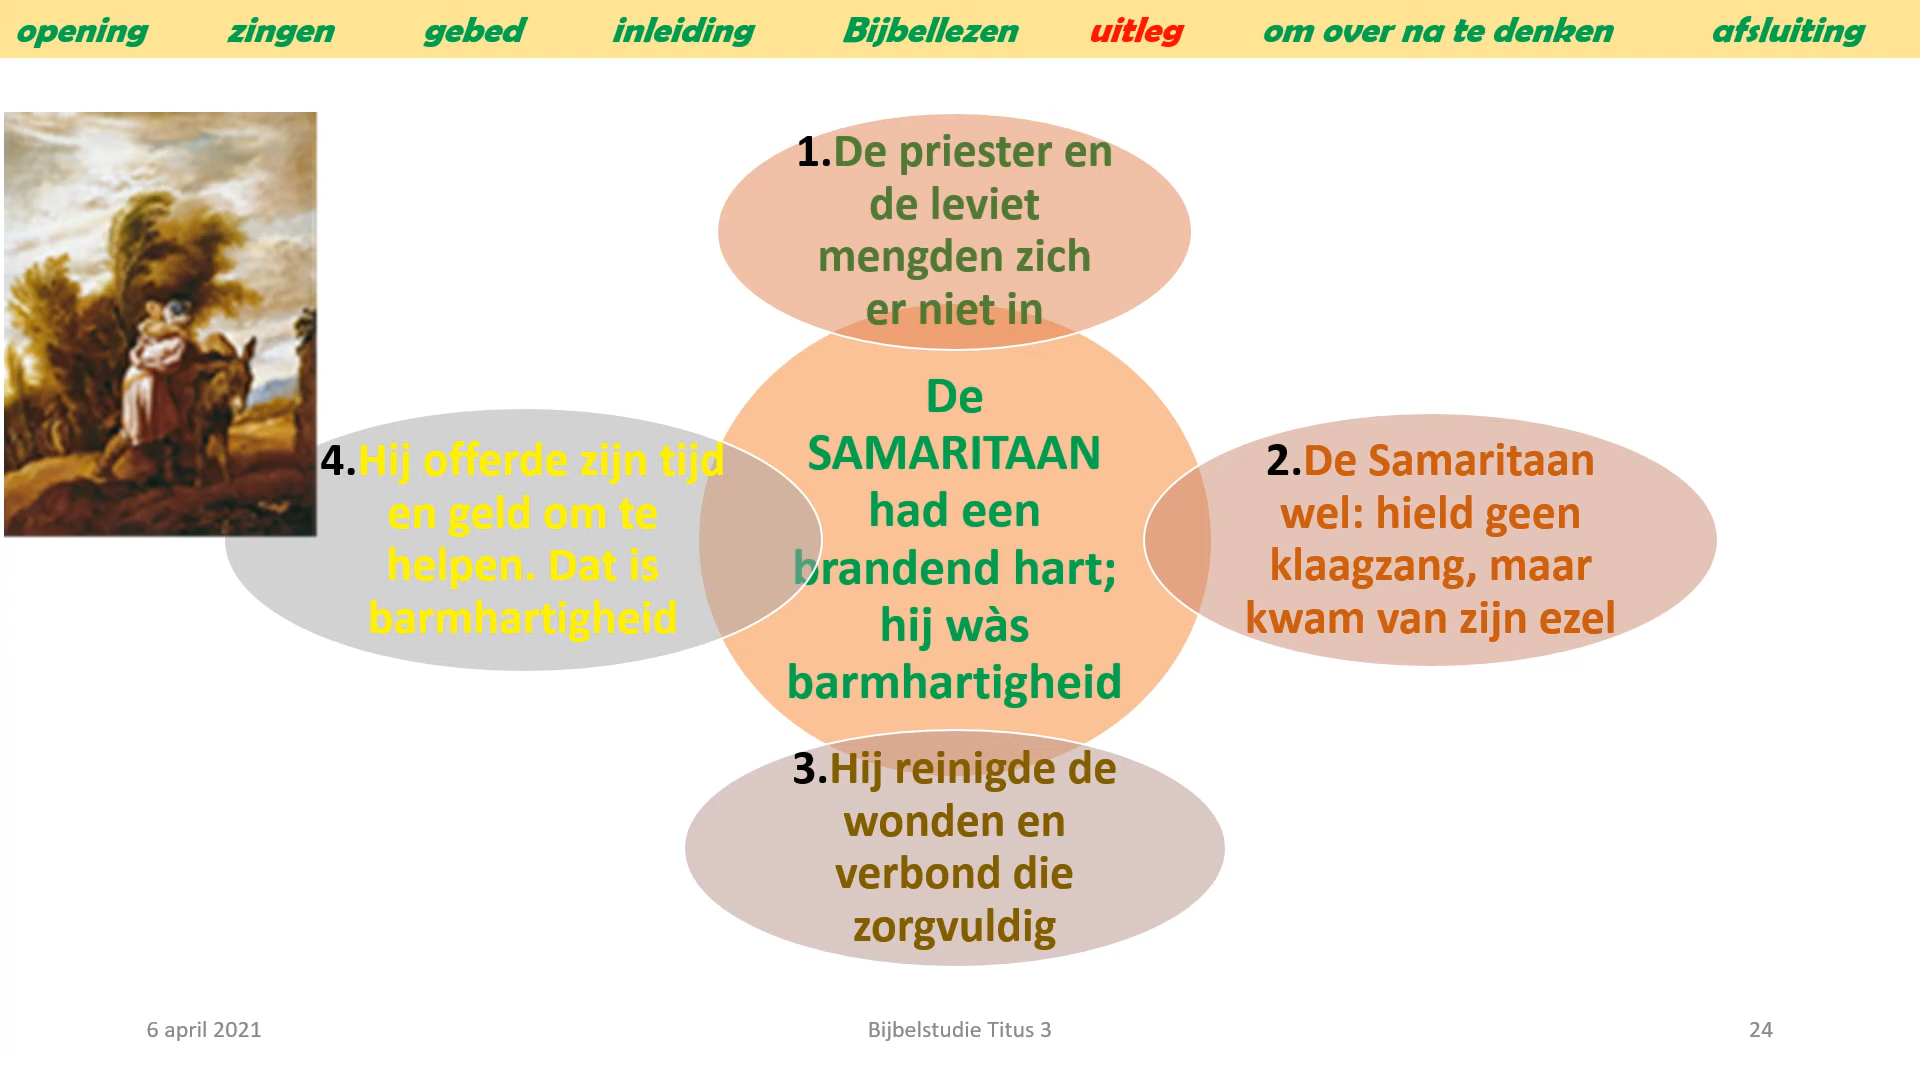 opening zingen gebed inleiding Bijbellezen uitleg om over na te denken afsluiting
1.De priester en
de leviet
mengden zich
er niet in
De
SAMARITAAN
had een
brandend hart;
hij wàs
barmhartigheid
2.De Samaritaan
wel: hield geen
klaagzang, maar
kwam van zijn ezel
3.Hij reinigde de
wonden en
verbond die
zorgvuldig
4.Hij offerde zijn tijd
en geld om te
helpen. Dat is
barmhartigheid
6 april 2021
Bijbelstudie Titus 3
24